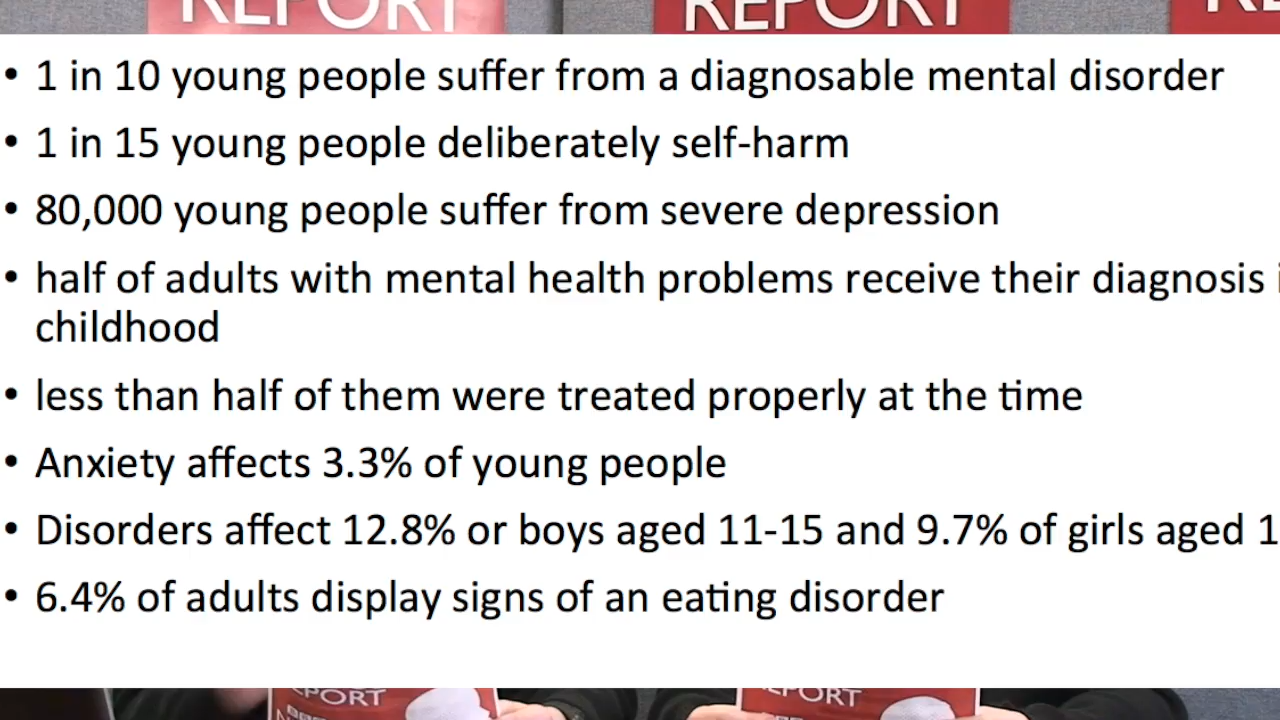 REPORT REPORT RE
• 1 in 10 young people suffer from a diagnosable mental disorder
• 1 in 15 young people deliberately self-harm
• 80,000 young people suffer from severe depression
• half of adults with mental health problems receive their diagnosis i
childhood
• less than half of them were treated properly at the time
• Anxiety affects 3.3% of young people
• Disorders affect 12.8% or boys aged 11-15 and 9.7% of girls aged 1
• 6.4% of adults display signs of an eating disorder
REPORT REPORT